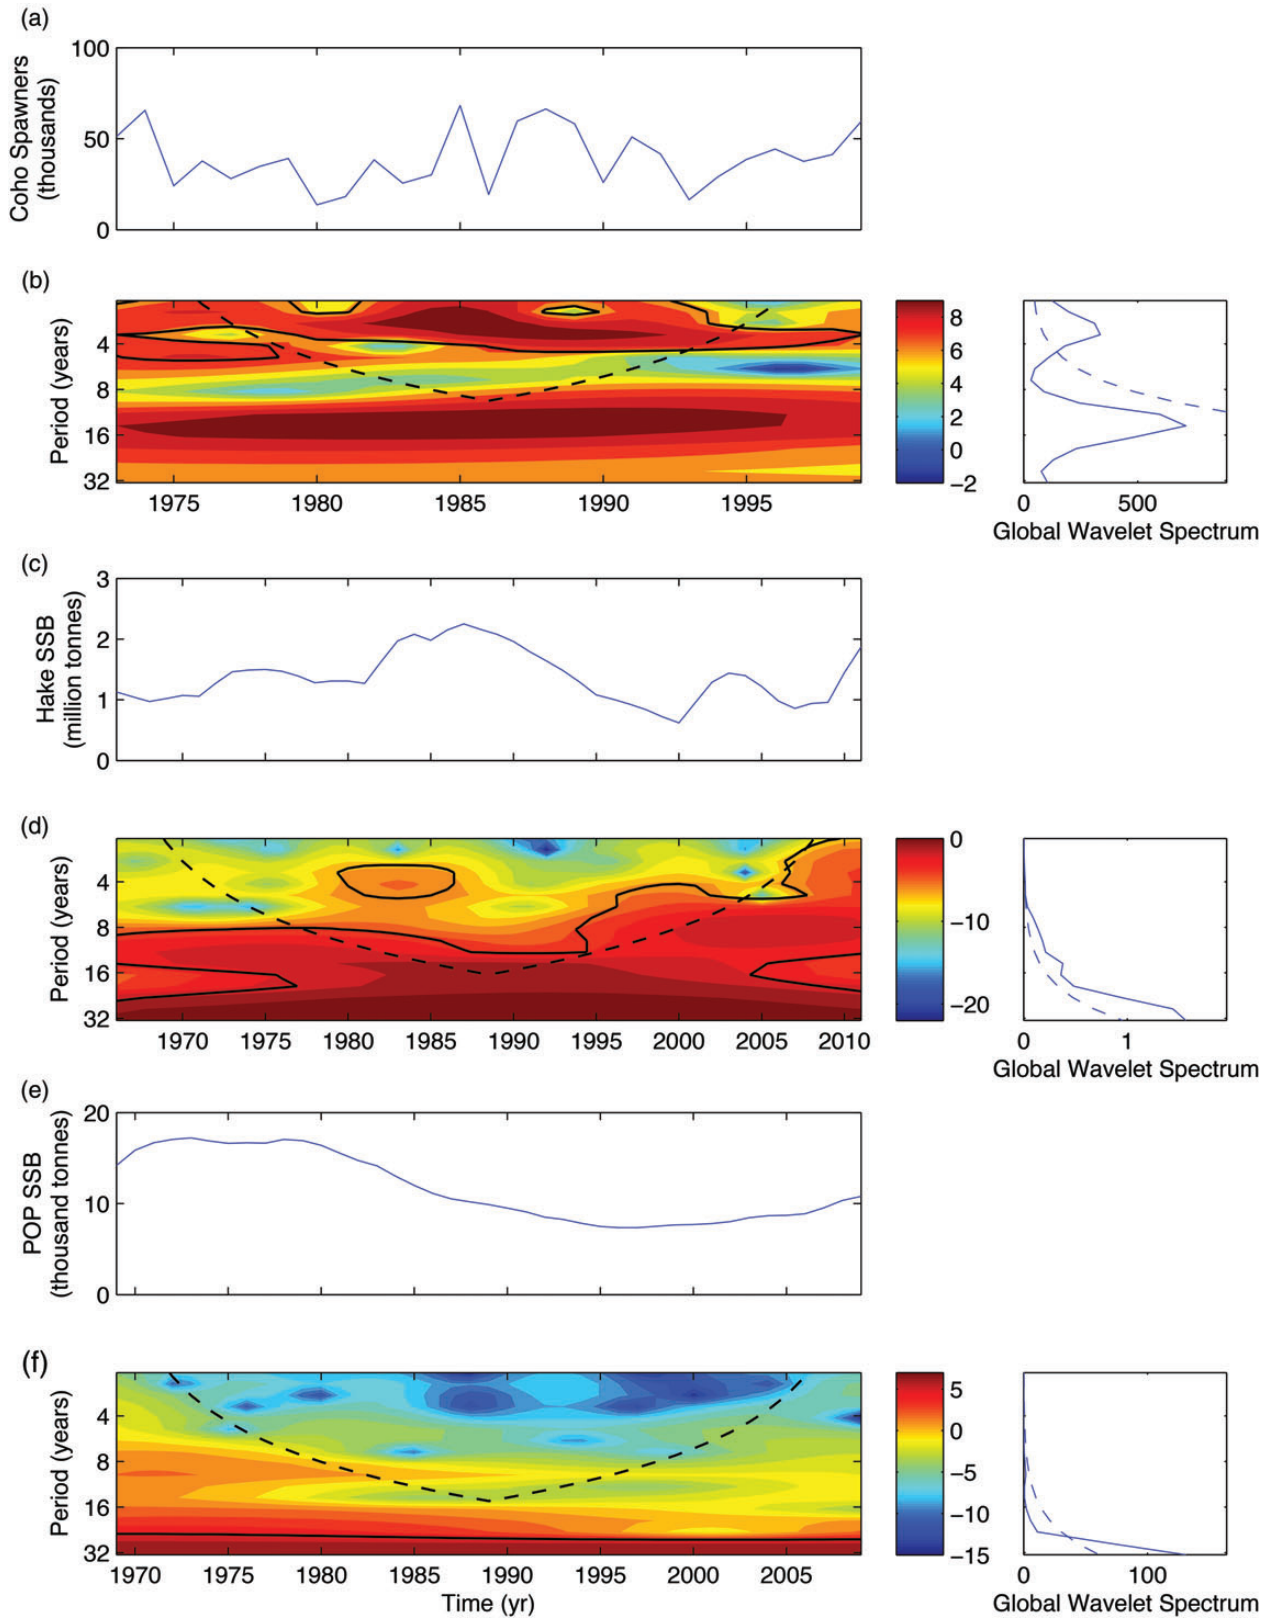 (a)
100
50
0
Coho Spawners
(thousands)
(b)
4
8
16
32
Period (years)
1975 1980 1985 1990 1995
8
6
4
2
0
−2
0 500
Global Wavelet Spectrum
(c)
3
2
1
0
Hake SSB
(million tonnes)
(d)
4
8
16
32
Period (years)
1970 1975 1980 1985 1990 1995 2000 2005 2010
0
−10
−20
0 1
Global Wavelet Spectrum
(e)
20
10
0
POP SSB
(thousand tonnes)
(f)
4
8
16
32
Period (years)
1970 1975 1980 1985 1990 1995 2000 2005
Time (yr)
5
0
−5
−10
−15
0 100
Global Wavelet Spectrum